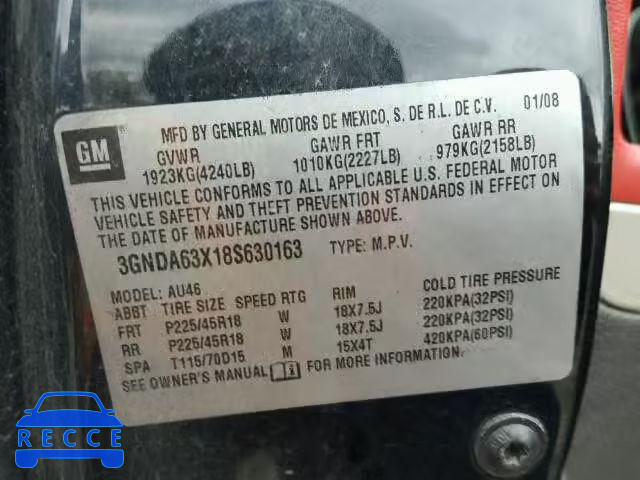 MFD BY GENERAL MOTORS DE MEXICO, S. DE R.L. DE C.V. 01/08
GM
GVWR GAWR FRT GAWR RR
1923KG(4240LB) 1010KG(2227LB) 979KG(2158LB)
THIS VEHICLE CONFORMS TO ALL APPLICABLE U.S. FEDERAL MOTOR
VEHICLE SAFETY AND THEFT PREVENTION STANDARDS IN EFFECT ON
THE DATE OF MANUFACTURE SHOWN ABOVE.
3GNDA63X18S630163 TYPE: M.P.V.
MODEL: AU46
ABBT TIRE SIZE SPEED RTG RIM COLD TIRE PRESSURE
FRT P225/45R18 W 18X7.5J 220KPA(32PSI)
RR P225/45R18 W 18X7.5J 220KPA(32PSI)
SPA T115/70D15 M 15X4T 420KPA(60PSI)
SEE OWNER'S MANUAL FOR MORE INFORMATION.
RECCE